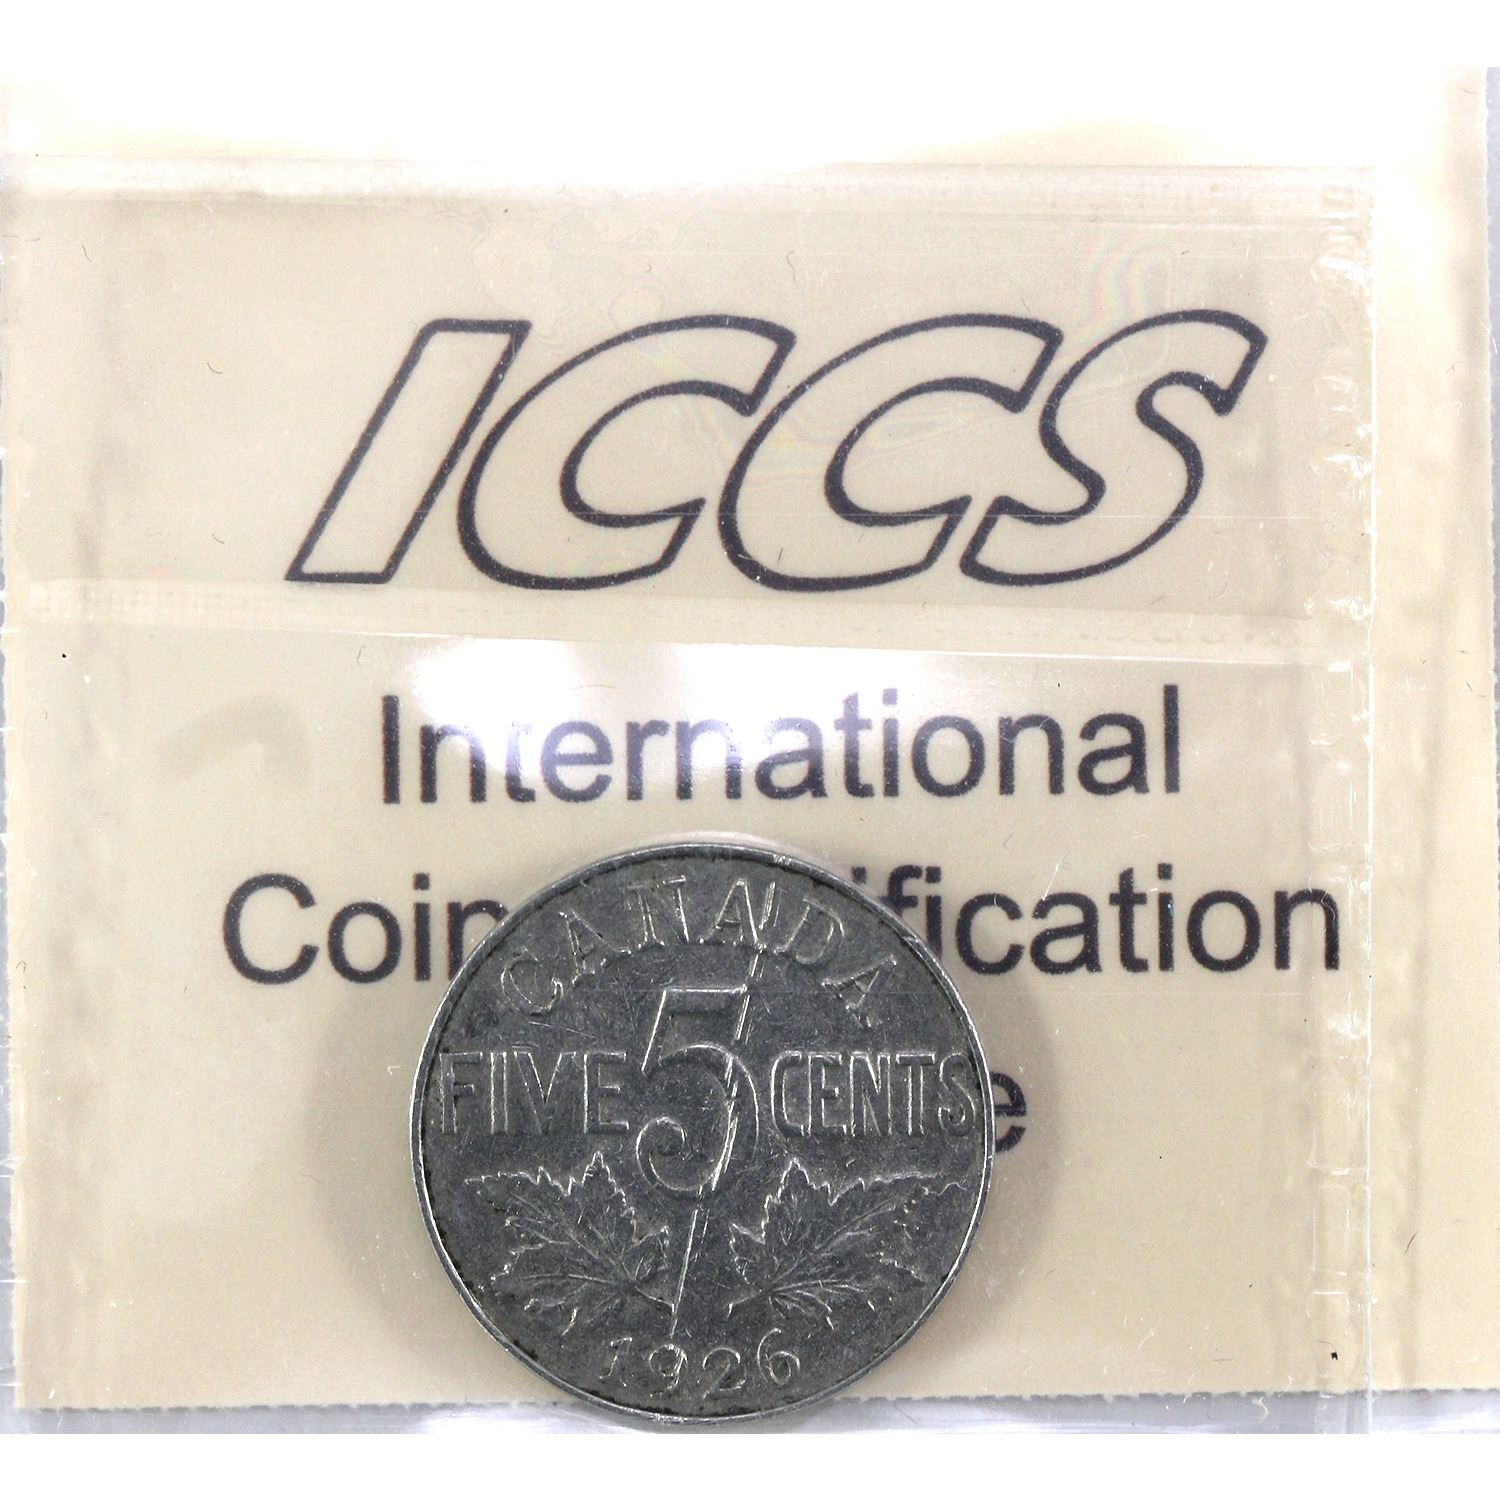 ICCS
International
Coin ification
e
CANADA
FIVE 5 CENTS
1926